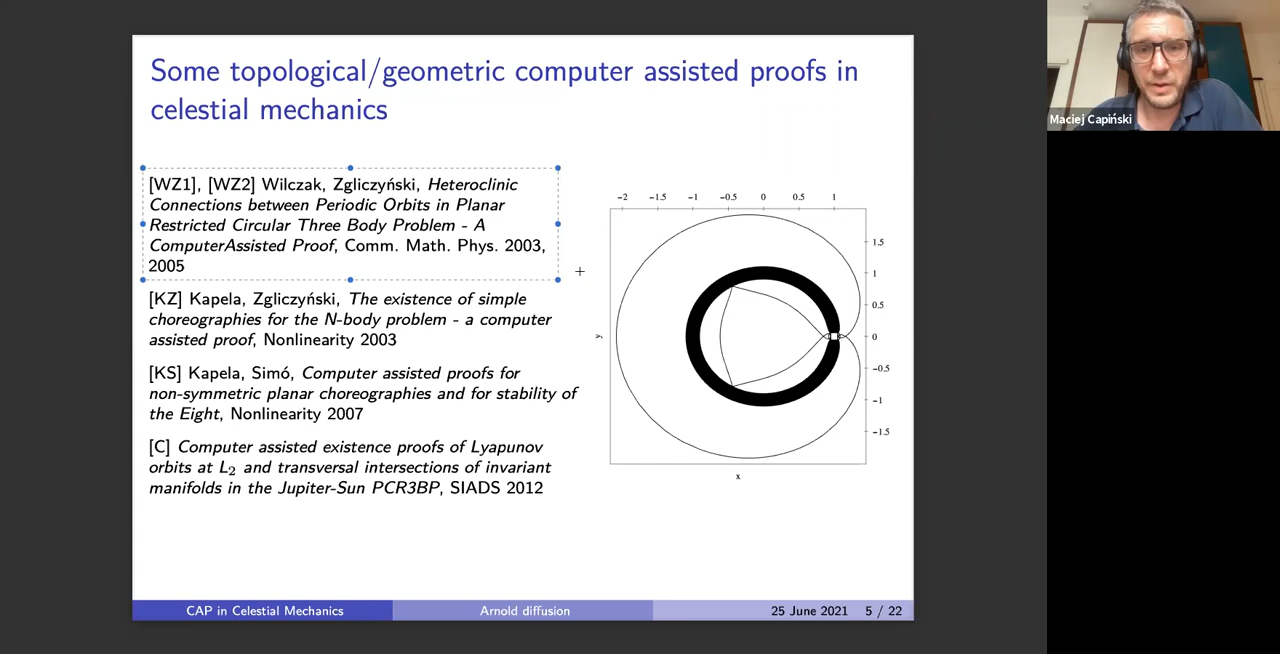 Some topological/geometric computer assisted proofs in
celestial mechanics
[WZ1], [WZ2] Wilczak, Zgliczyński, Heteroclinic
Connections between Periodic Orbits in Planar
Restricted Circular Three Body Problem - A
ComputerAssisted Proof, Comm. Math. Phys. 2003,
2005
[KZ] Kapela, Zgliczyński, The existence of simple
choreographies for the N-body problem - a computer
assisted proof, Nonlinearity 2003
[KS] Kapela, Simó, Computer assisted proofs for
non-symmetric planar choreographies and for stability of
the Eight, Nonlinearity 2007
[C] Computer assisted existence proofs of Lyapunov
orbits at L₂ and transversal intersections of invariant
manifolds in the Jupiter-Sun PCR3BP, SIADS 2012
−2 −1.5 −1 −0.5 0 0.5 1
1.5
1
0.5
0
−0.5
−1
−1.5
y
x
CAP in Celestial Mechanics
Arnold diffusion
25 June 2021 5 / 22
Maciej Capiński